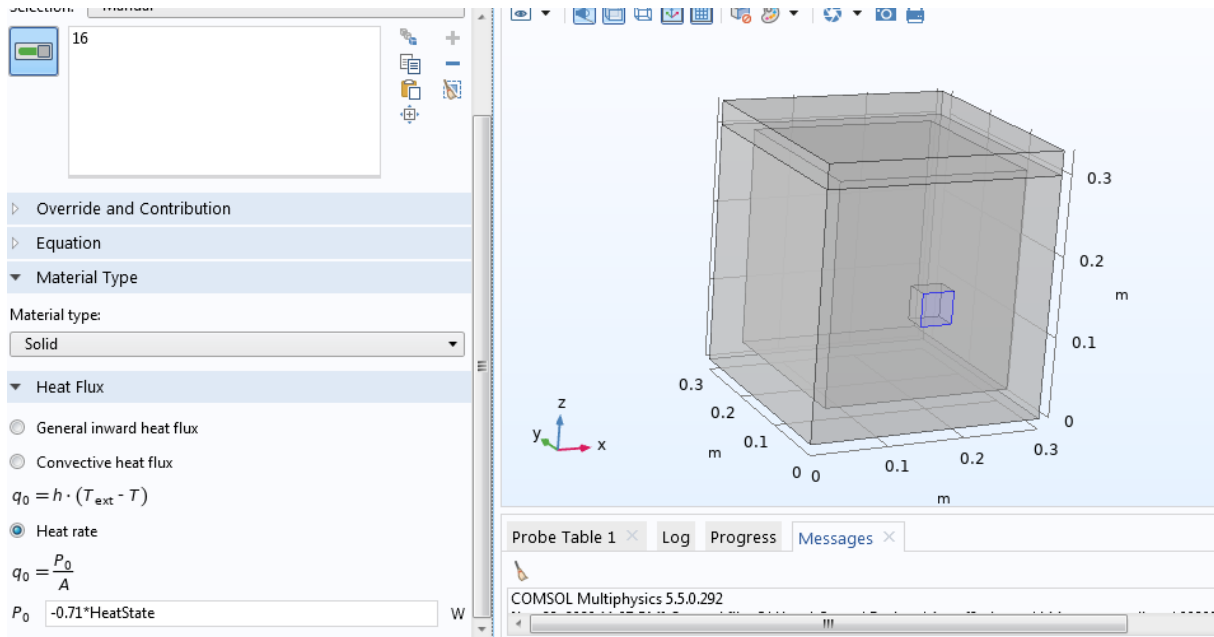 Selection: Manual
16
Override and Contribution
Equation
Material Type
Material type:
Solid
Heat Flux
General inward heat flux
Convective heat flux
q₀ = h · (T_ext - T)
Heat rate
q₀ = P₀/A
P₀ -0.71*HeatState W
0.3
0.2
m
0.1
0
0.3
0.2
m 0.1
0 0 0.1 0.2 0.3
m
z
y x
Probe Table 1 Log Progress Messages
COMSOL Multiphysics 5.5.0.292